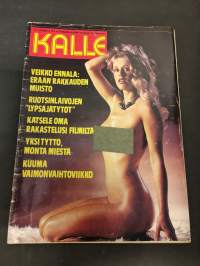 KALLE
VEIKKO ENNALA:
ERÄÄN RAKKAUDEN
MUISTO
RUOTSINLAIVOJEN
"LYPSÄJÄTYTÖT"
KATSELE OMA
RAKASTELUSI FILMILTÄ
YKSI TYTTÖ,
MONTA MIESTÄ
KUUMA
VAIMONVAIHTOVIIKKO